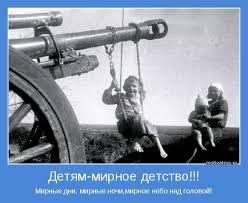 Детям-мирное детство!!!
Мирные дни, мирные ночи,мирное небо над головой!